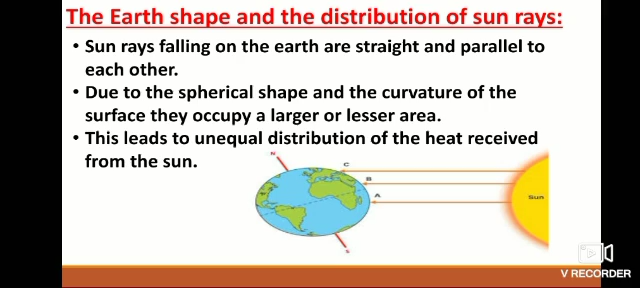 The Earth shape and the distribution of sun rays:
• Sun rays falling on the earth are straight and parallel to
each other.
• Due to the spherical shape and the curvature of the
surface they occupy a larger or lesser area.
• This leads to unequal distribution of the heat received
from the sun.
N
C
B
A
Sun
S
V RECORDER